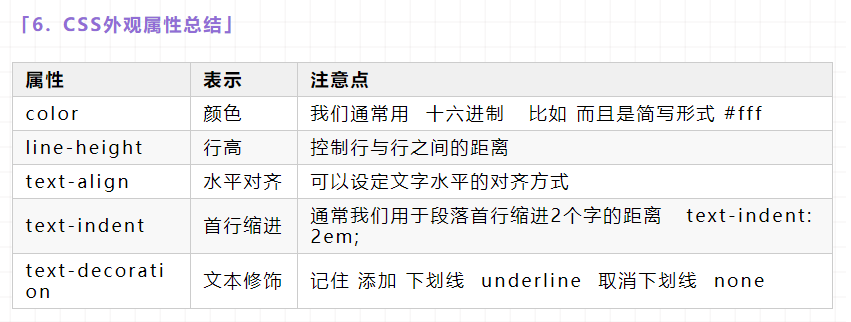 「6. CSS外观属性总结」
属性 表示 注意点
color 颜色 我们通常用 十六进制 比如 而且是简写形式 #fff
line-height 行高 控制行与行之间的距离
text-align 水平对齐 可以设定文字水平的对齐方式
text-indent 首行缩进 通常我们用于段落首行缩进2个字的距离 text-indent:
2em;
text-decorati
on 文本修饰 记住 添加 下划线 underline 取消下划线 none